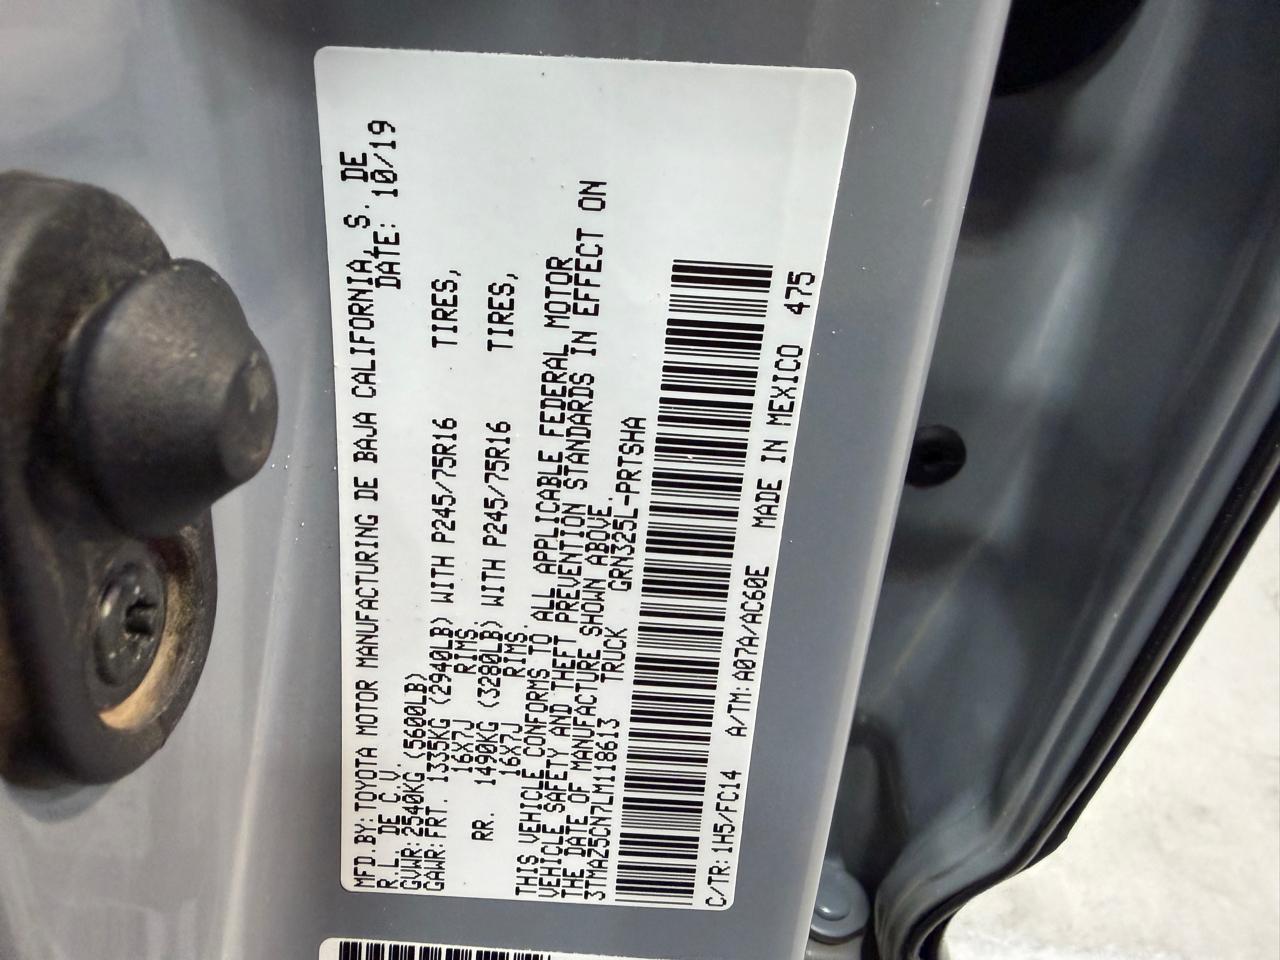 MFD.BY:TOYOTA MOTOR MANUFACTURING DE BAJA CALIFORNIA, S. DE
R.L. DE C.V. DATE: 10/19
GVWR:2540KG (5600LB)
GAWR:FRT. 1335KG (2940LB) WITH P245/75R16 TIRES,
16X7J RIMS
RR. 1490KG (3280LB) WITH P245/75R16 TIRES,
16X7J RIMS.
THIS VEHICLE CONFORMS TO ALL APPLICABLE FEDERAL MOTOR
VEHICLE SAFETY AND THEFT PREVENTION STANDARDS IN EFFECT ON
THE DATE OF MANUFACTURE SHOWN ABOVE.
3TMAZ5CN7LM118613 TRUCK GRN325L-PRTSHA
C/TR:1H5/FC14 A/TM:A07A/AC60E MADE IN MEXICO 475